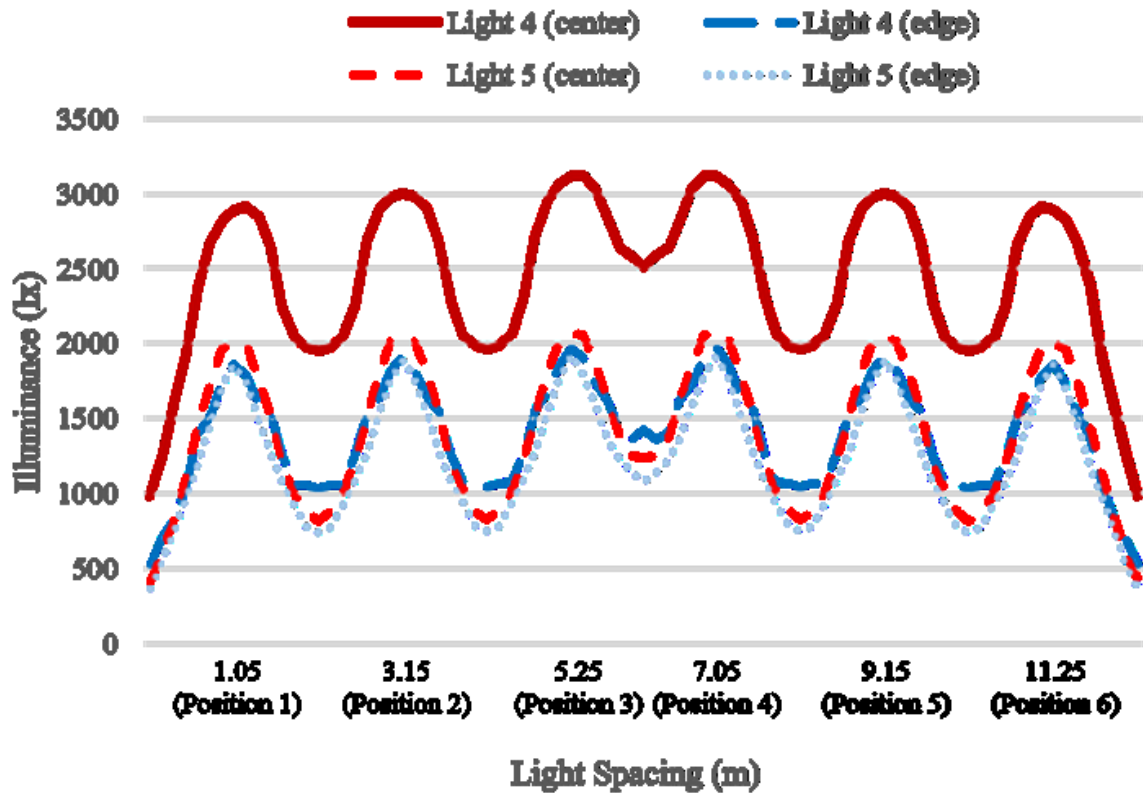 Light 4 (center) Light 4 (edge)
Light 5 (center) Light 5 (edge)
3500
3000
2500
2000
1500
1000
500
0
Illuminance (lx)
1.05 3.15 5.25 7.05 9.15 11.25
(Position 1) (Position 2) (Position 3) (Position 4) (Position 5) (Position 6)
Light Spacing (m)